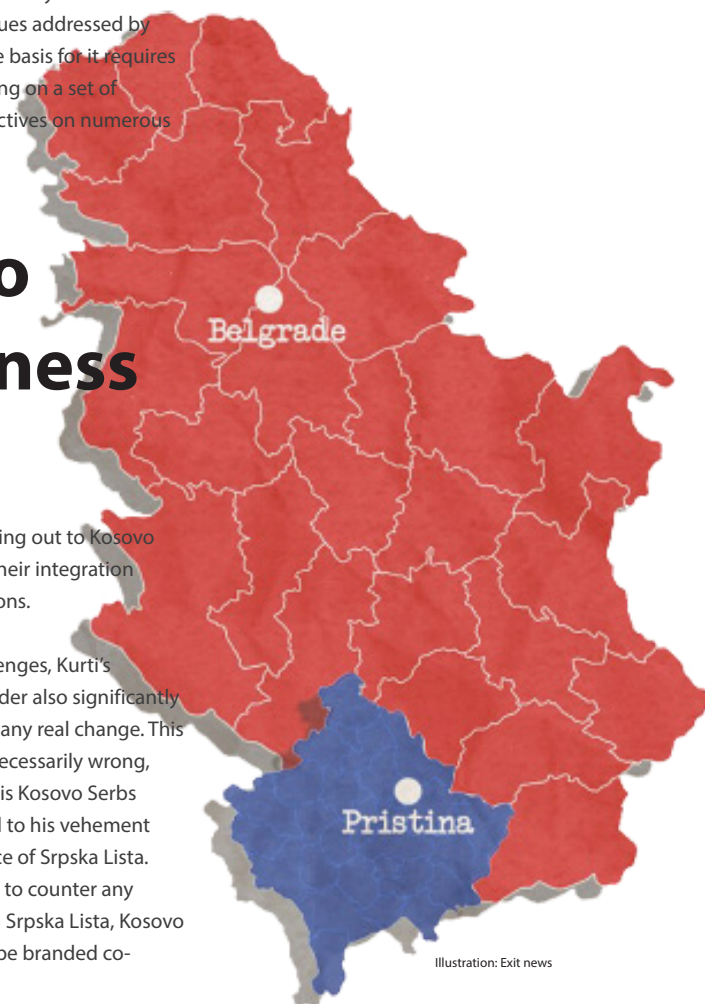 ues addressed by
e basis for it requires
ng on a set of
ctives on numerous
o
ness
Belgrade
ing out to Kosovo
heir integration
ons.
enges, Kurti's
der also significantly
any real change. This
ecessarily wrong,
is Kosovo Serbs
d to his vehement
ce of Srpska Lista.
to counter any
Srpska Lista, Kosovo
be branded co-
Pristina
Illustration: Exit news